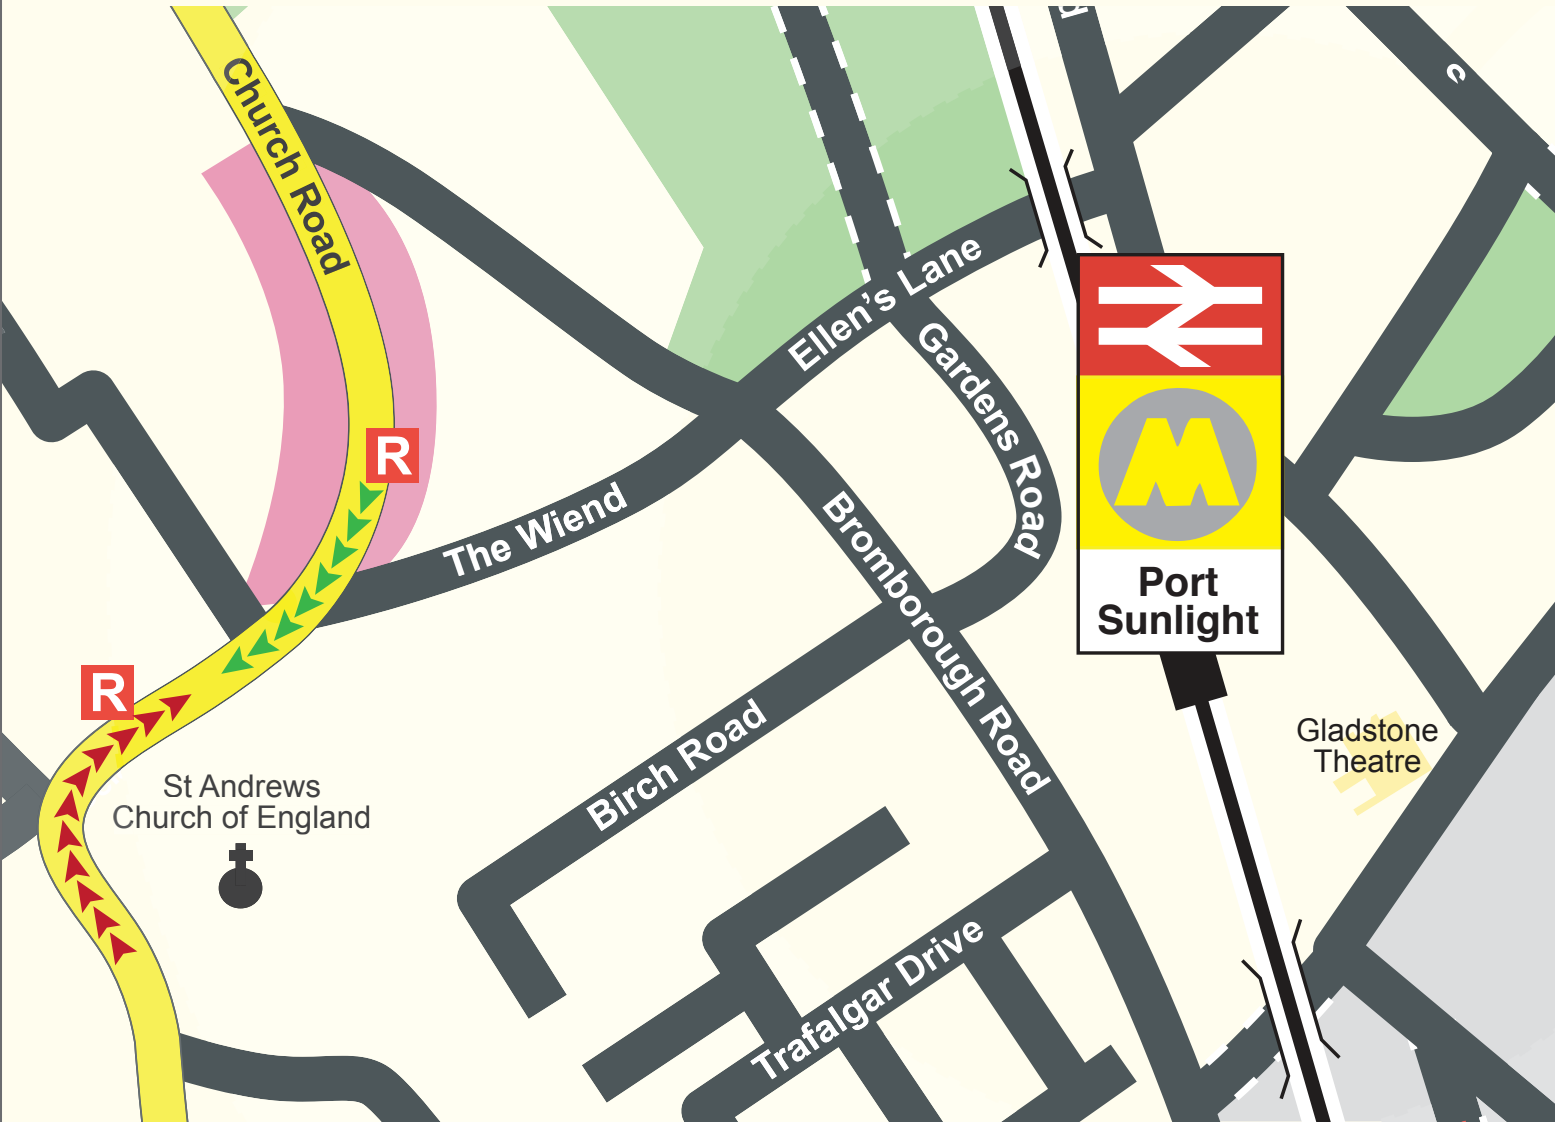 d
c
Church Road
Ellen's Lane
Gardens Road
R
The Wiend
Bromborough Road
Port
Sunlight
R
Birch Road
Gladstone
Theatre
St Andrews
Church of England
Trafalgar Drive